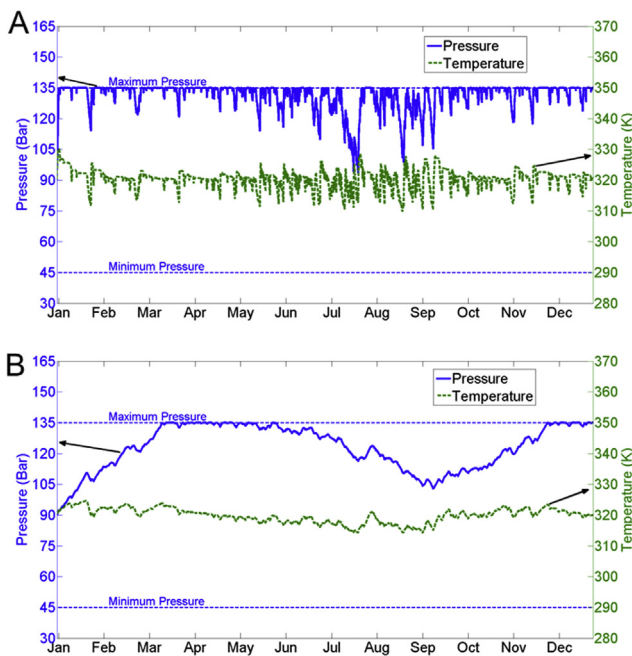 A
165
150
135
120
105
90
75
60
45
30
Pressure (Bar)
Maximum Pressure
Minimum Pressure
Pressure
Temperature
370
360
350
340
330
320
310
300
290
280
Temperature (K)
Jan Feb Mar Apr May Jun Jul Aug Sep Oct Nov Dec
B
165
150
135
120
105
90
75
60
45
30
Pressure (Bar)
Maximum Pressure
Minimum Pressure
Pressure
Temperature
370
360
350
340
330
320
310
300
290
280
Temperature (K)
Jan Feb Mar Apr May Jun Jul Aug Sep Oct Nov Dec